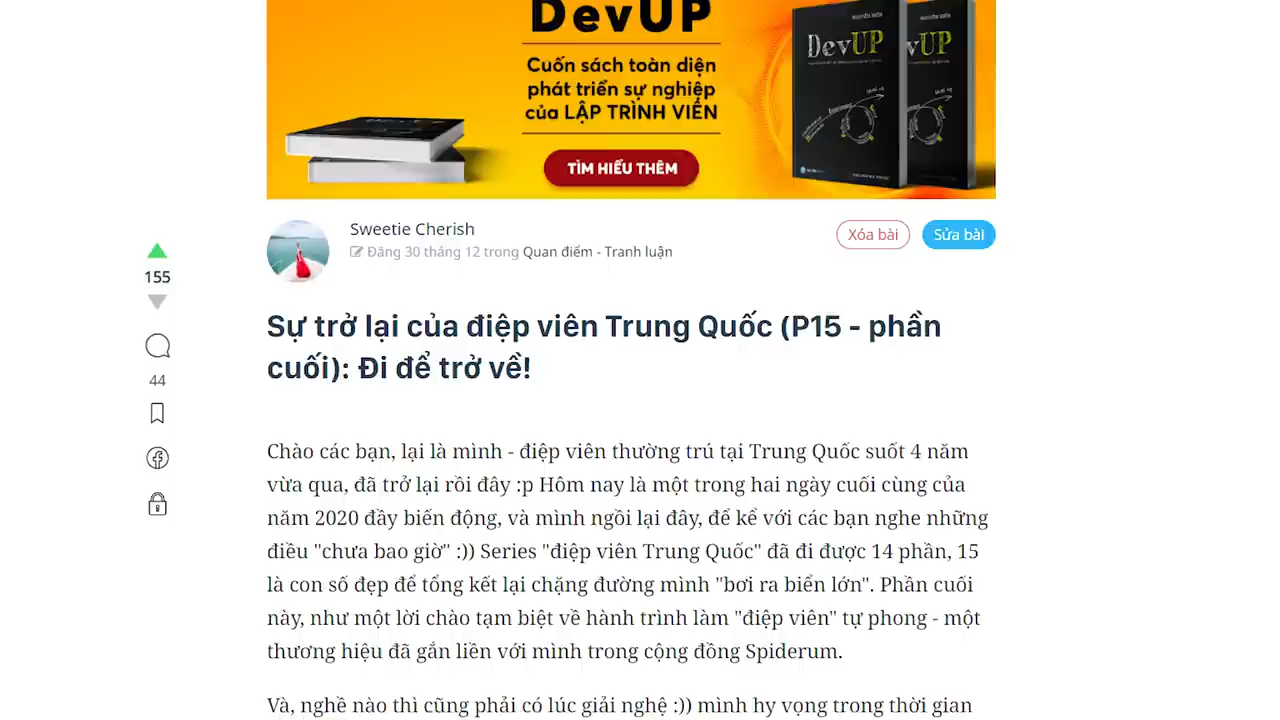 DevUP
Cuốn sách toàn diện
phát triển sự nghiệp
của LẬP TRÌNH VIÊN
TÌM HIỂU THÊM
NGUYỄN HIỂN
DevUP
Sweetie Cherish
Đăng 30 tháng 12 trong Quan điểm - Tranh luận
Xóa bài
Sửa bài
155
44
Sự trở lại của điệp viên Trung Quốc (P15 - phần
cuối): Đi để trở về!
Chào các bạn, lại là mình - điệp viên thường trú tại Trung Quốc suốt 4 năm
vừa qua, đã trở lại rồi đây :p Hôm nay là một trong hai ngày cuối cùng của
năm 2020 đầy biến động, và mình ngồi lại đây, để kể với các bạn nghe những
điều "chưa bao giờ" :)) Series "điệp viên Trung Quốc" đã đi được 14 phần, 15
là con số đẹp để tổng kết lại chặng đường mình "bơi ra biển lớn". Phần cuối
này, như một lời chào tạm biệt về hành trình làm "điệp viên" tự phong - một
thương hiệu đã gắn liền với mình trong cộng đồng Spiderum.
Và, nghề nào thì cũng phải có lúc giải nghệ :)) mình hy vọng trong thời gian